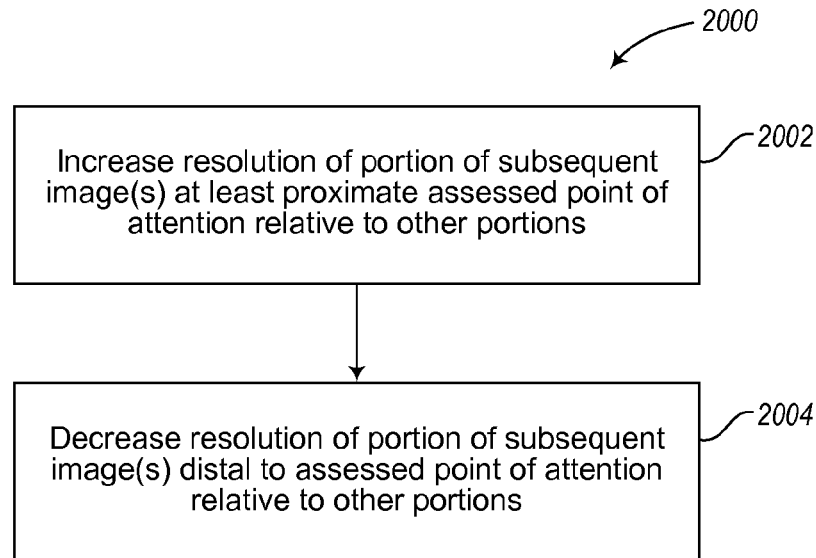 2000
Increase resolution of portion of subsequent
image(s) at least proximate assessed point of
attention relative to other portions
2002
Decrease resolution of portion of subsequent
image(s) distal to assessed point of attention
relative to other portions
2004